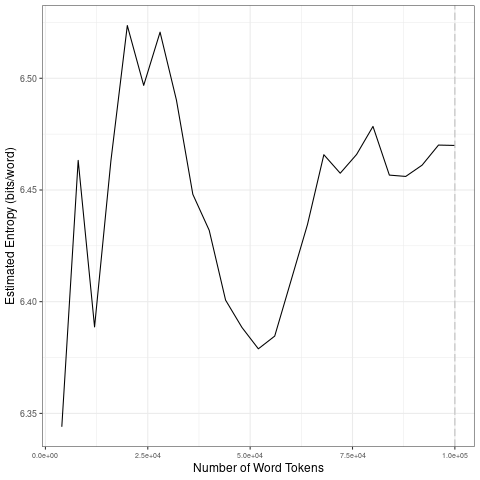 Estimated Entropy (bits/word)
6.50
6.45
6.40
6.35
0.0e+00 2.5e+04 5.0e+04 7.5e+04 1.0e+05
Number of Word Tokens